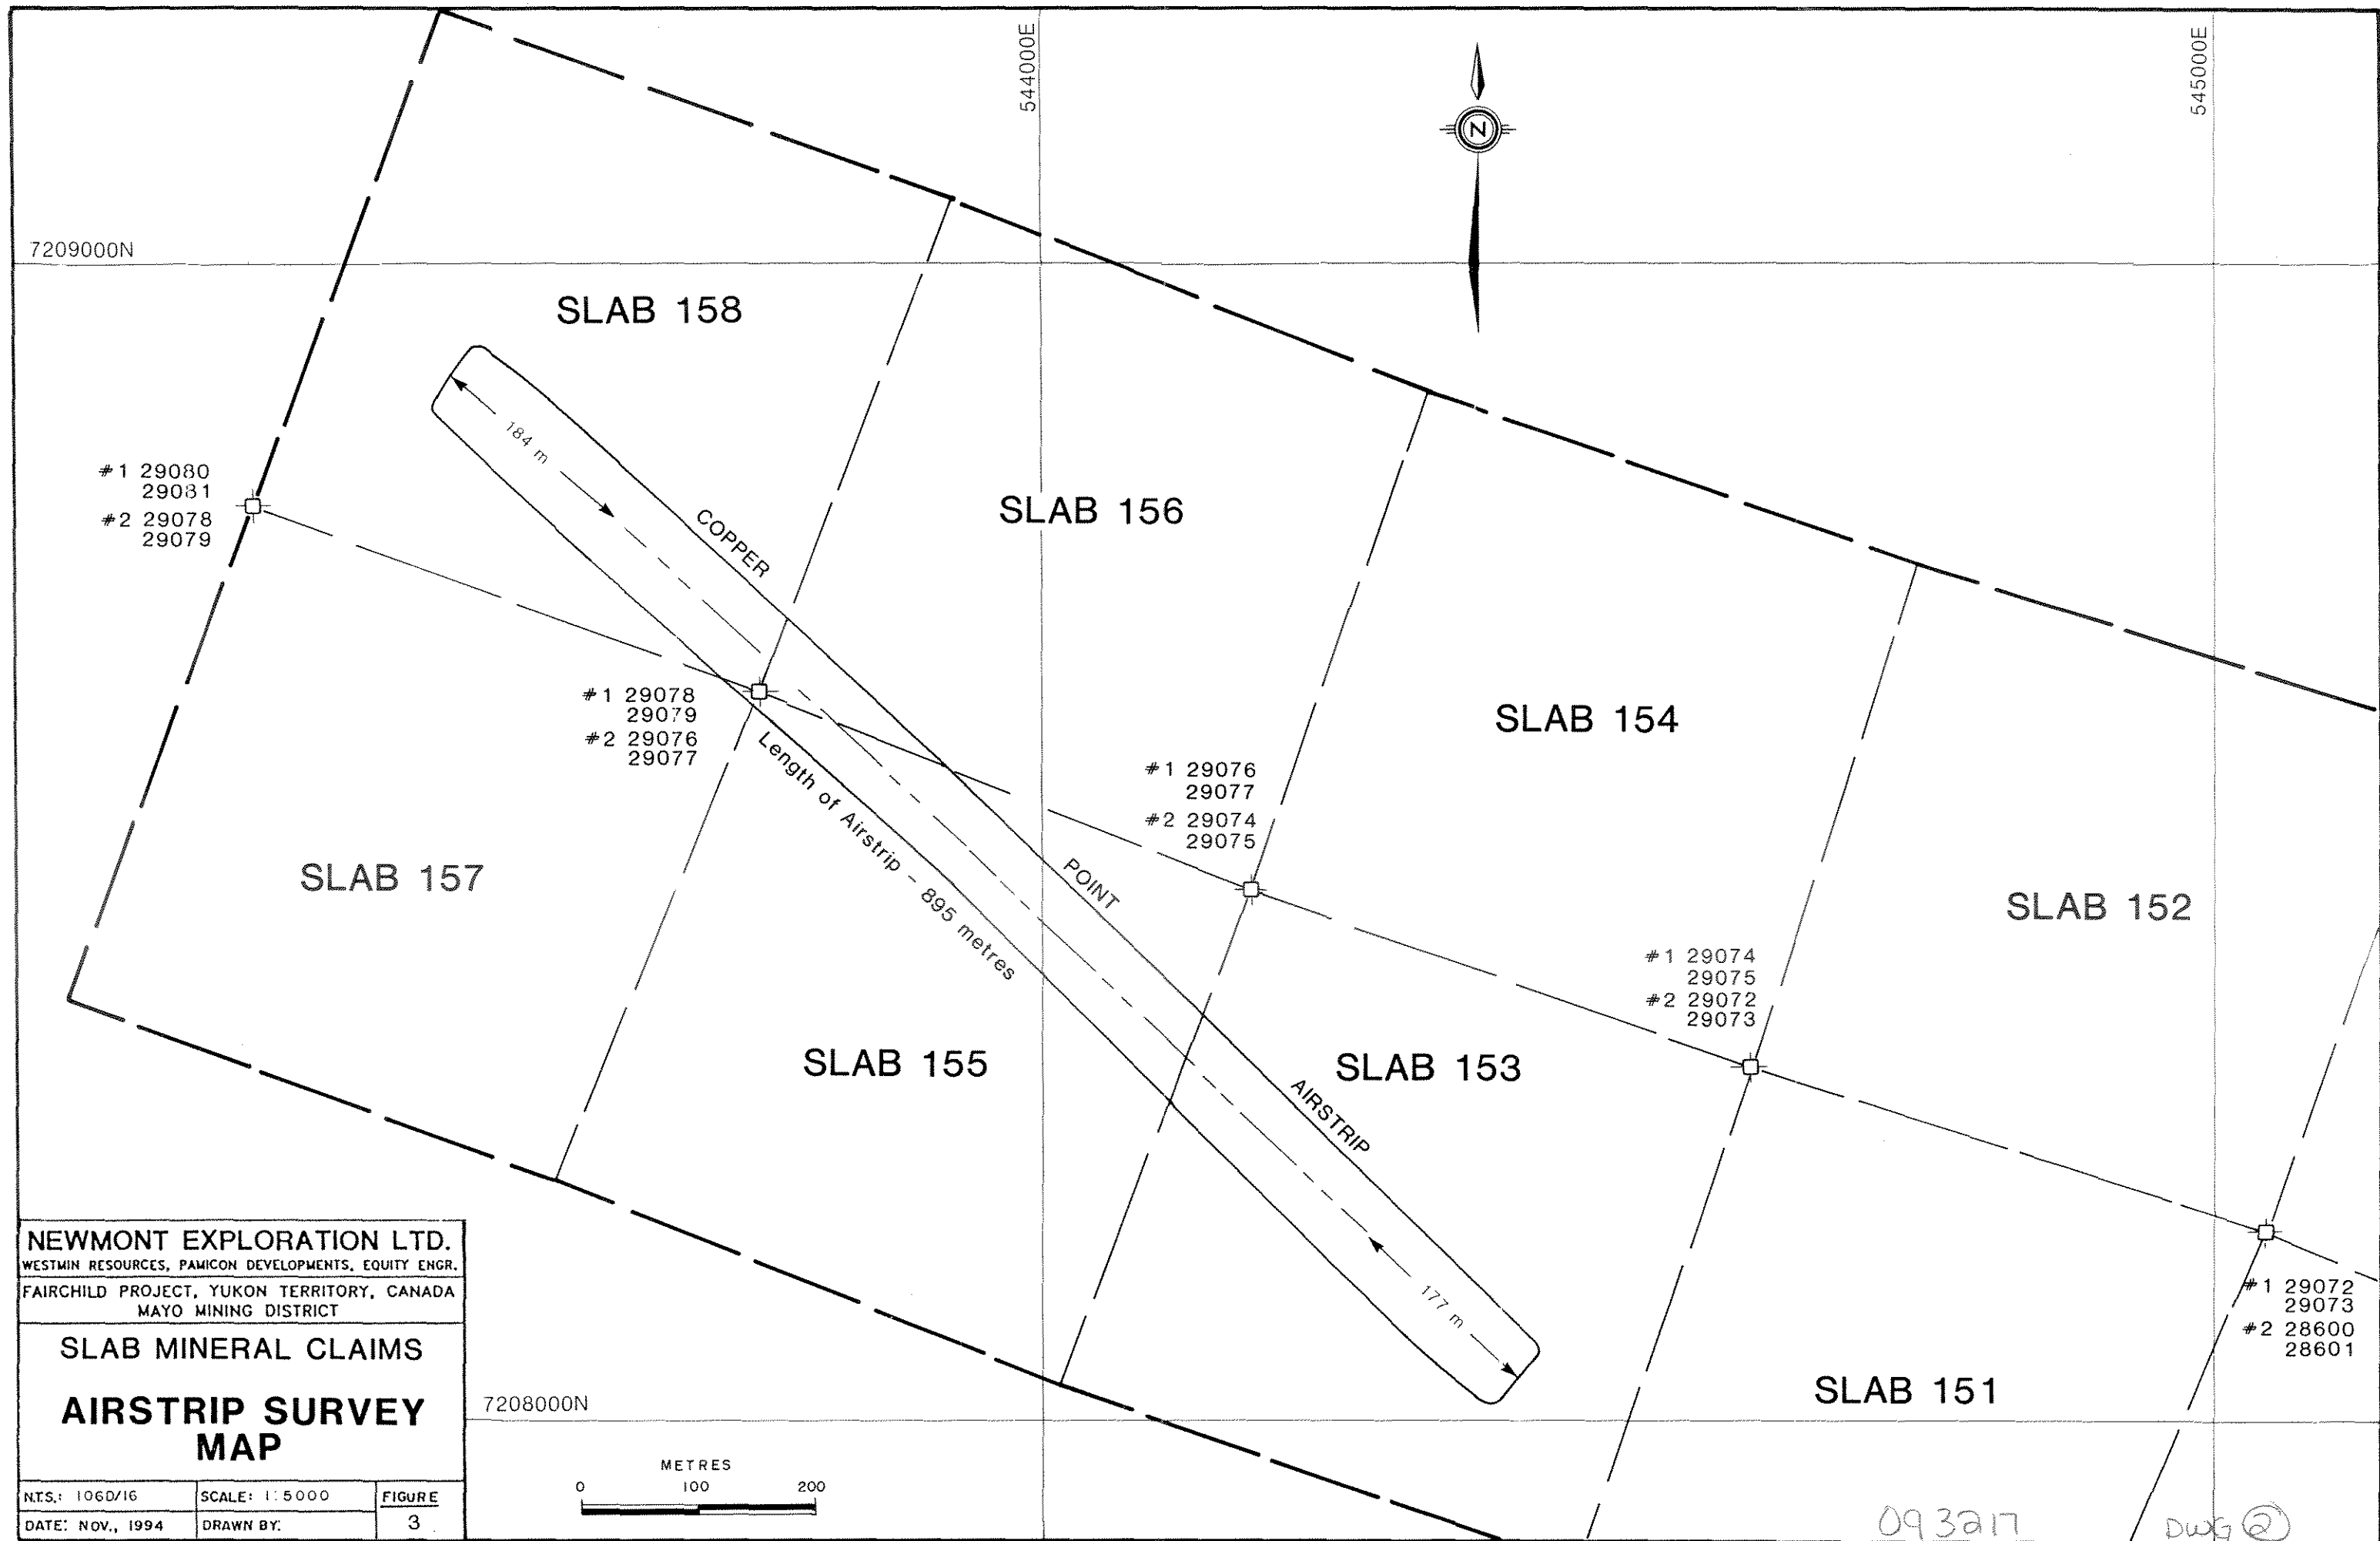 544000E
545000E
N
7209000N
SLAB 158
184 m
#1 29080
29081
#2 29078
29079
COPPER
SLAB 156
#1 29078
29079
#2 29076
29077
SLAB 154
Length of Airstrip - 895 metres
#1 29076
29077
#2 29074
29075
POINT
SLAB 157
SLAB 152
#1 29074
29075
#2 29072
29073
SLAB 155
SLAB 153
AIRSTRIP
177 m
#1 29072
29073
#2 28600
28601
SLAB 151
7208000N
NEWMONT EXPLORATION LTD.
WESTMIN RESOURCES, PAMICON DEVELOPMENTS, EQUITY ENGR.
FAIRCHILD PROJECT, YUKON TERRITORY, CANADA
MAYO MINING DISTRICT
SLAB MINERAL CLAIMS
AIRSTRIP SURVEY
MAP
N.T.S.: 106D/16 SCALE: 1:5000 FIGURE
DATE: NOV., 1994 DRAWN BY: 3
METRES
0 100 200
093217 DWG 2